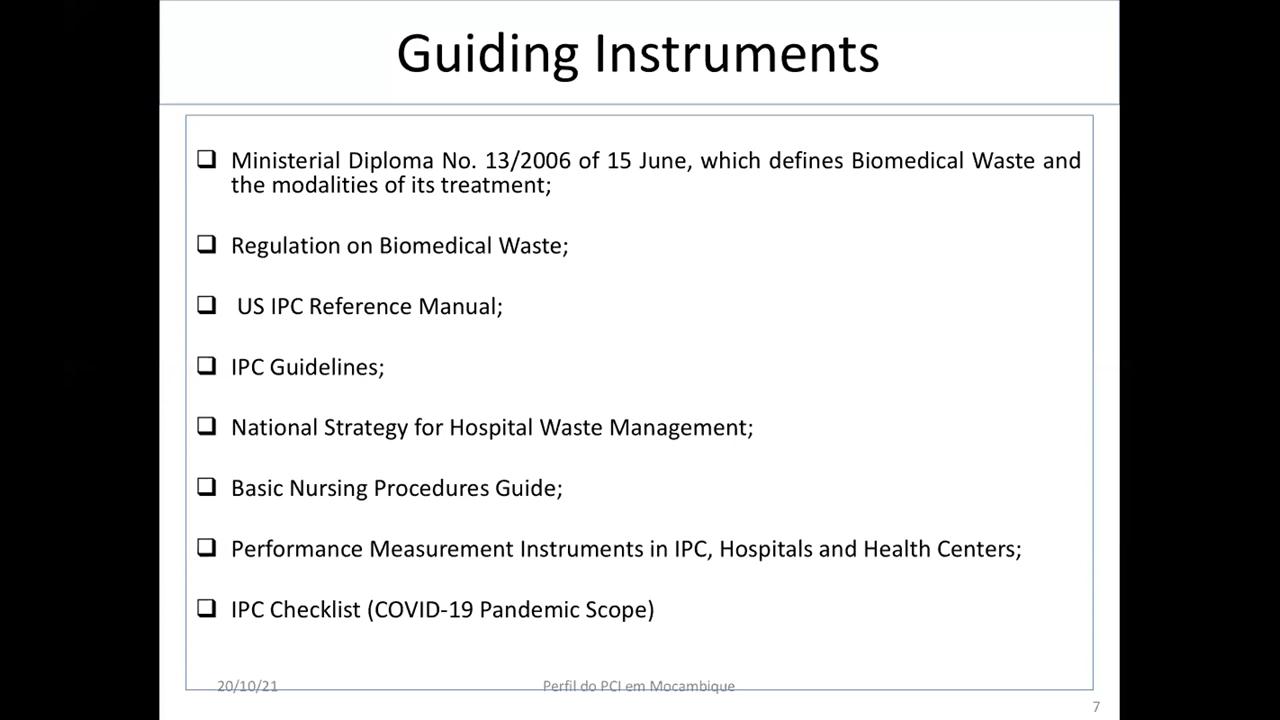 Guiding Instruments
Ministerial Diploma No. 13/2006 of 15 June, which defines Biomedical Waste and
the modalities of its treatment;
Regulation on Biomedical Waste;
US IPC Reference Manual;
IPC Guidelines;
National Strategy for Hospital Waste Management;
Basic Nursing Procedures Guide;
Performance Measurement Instruments in IPC, Hospitals and Health Centers;
IPC Checklist (COVID-19 Pandemic Scope)
20/10/21
Perfil do PCI em Mocambique
7